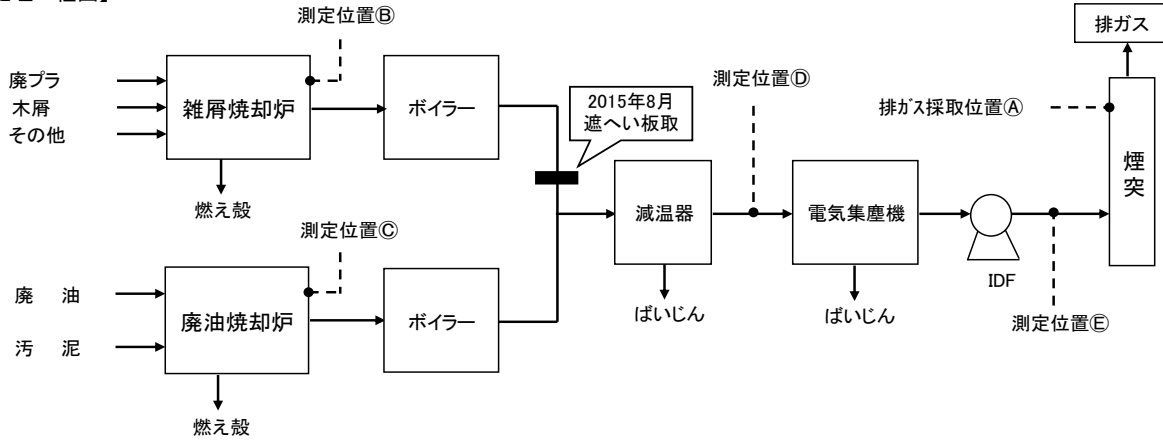 測定位置Ⓑ
排ガス
廃プラ
木屑
その他
雑屑焼却炉
ボイラー
2015年8月
遮へい板取
測定位置Ⓓ
排ガス採取位置Ⓐ
煙突
燃え殻
減温器
電気集塵機
測定位置Ⓒ
IDF
廃 油
汚 泥
廃油焼却炉
ボイラー
ばいじん
ばいじん
測定位置Ⓔ
燃え殻